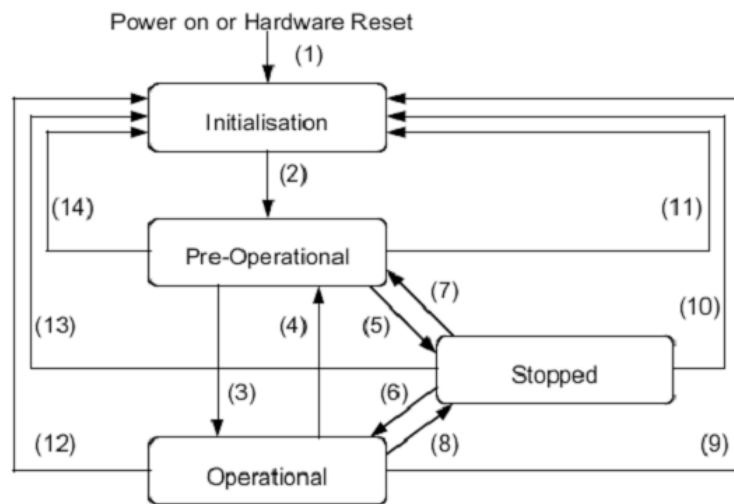 Power on or Hardware Reset
(1)
Initialisation
(2)
(14)
(11)
Pre-Operational
(7)
(13)
(4)
(5)
(10)
Stopped
(3)
(6)
(12)
(8)
(9)
Operational